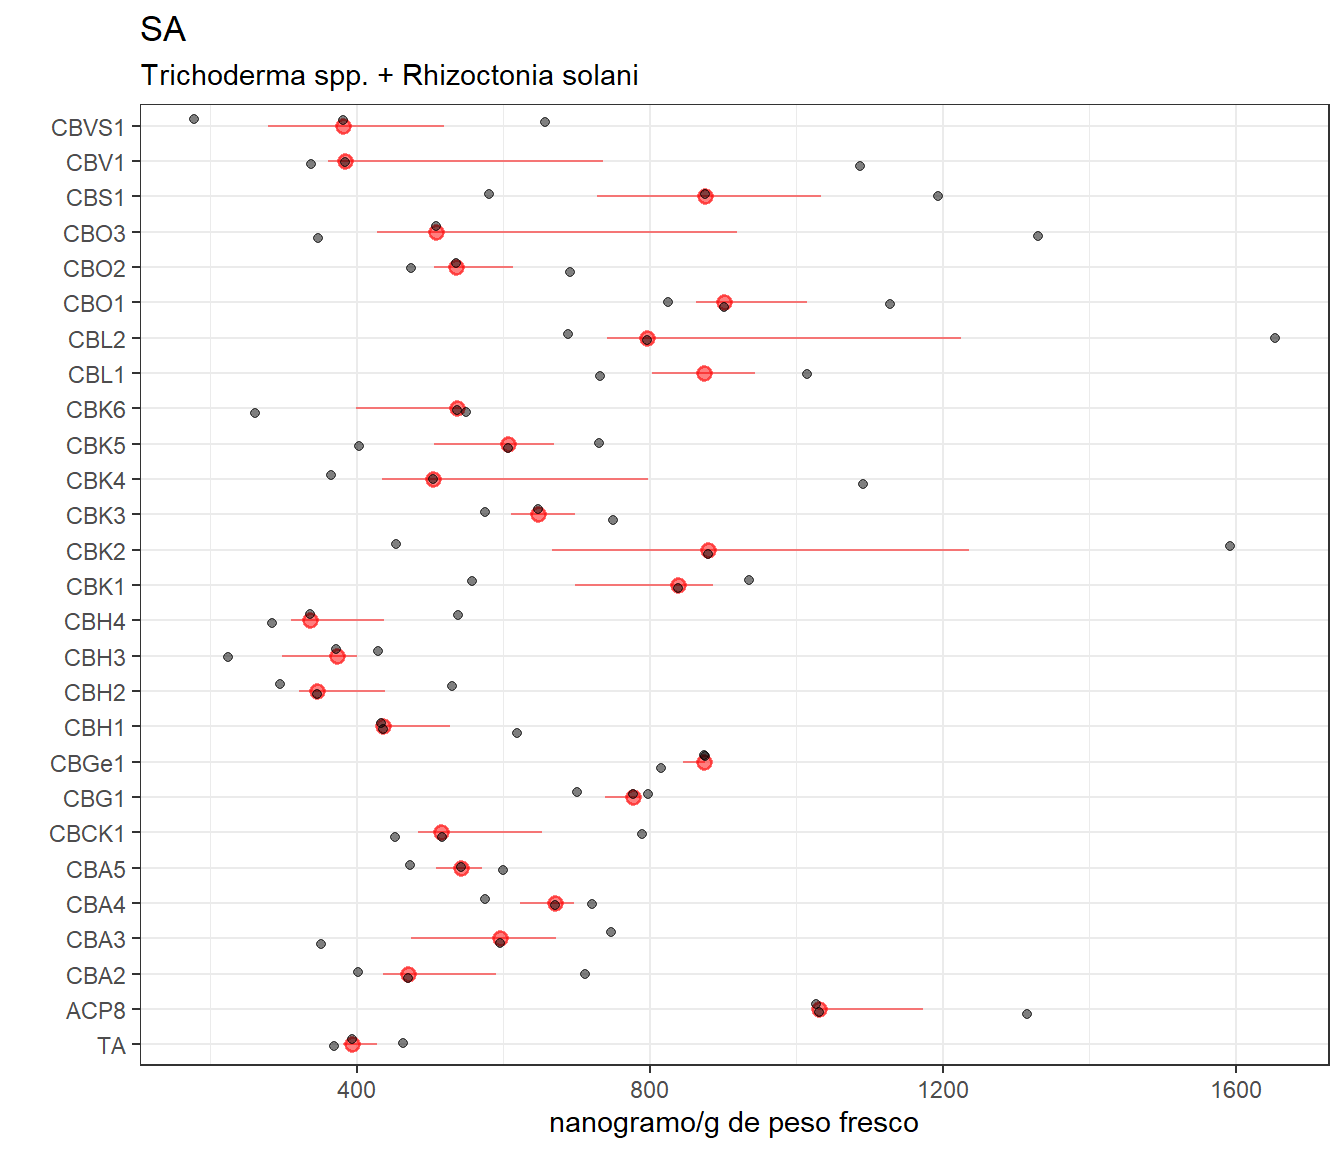 SA
Trichoderma spp. + Rhizoctonia solani
CBVS1
CBV1
CBS1
CBO3
CBO2
CBO1
CBL2
CBL1
CBK6
CBK5
CBK4
CBK3
CBK2
CBK1
CBH4
CBH3
CBH2
CBH1
CBGe1
CBG1
CBCK1
CBA5
CBA4
CBA3
CBA2
ACP8
TA
400 800 1200 1600
nanogramo/g de peso fresco